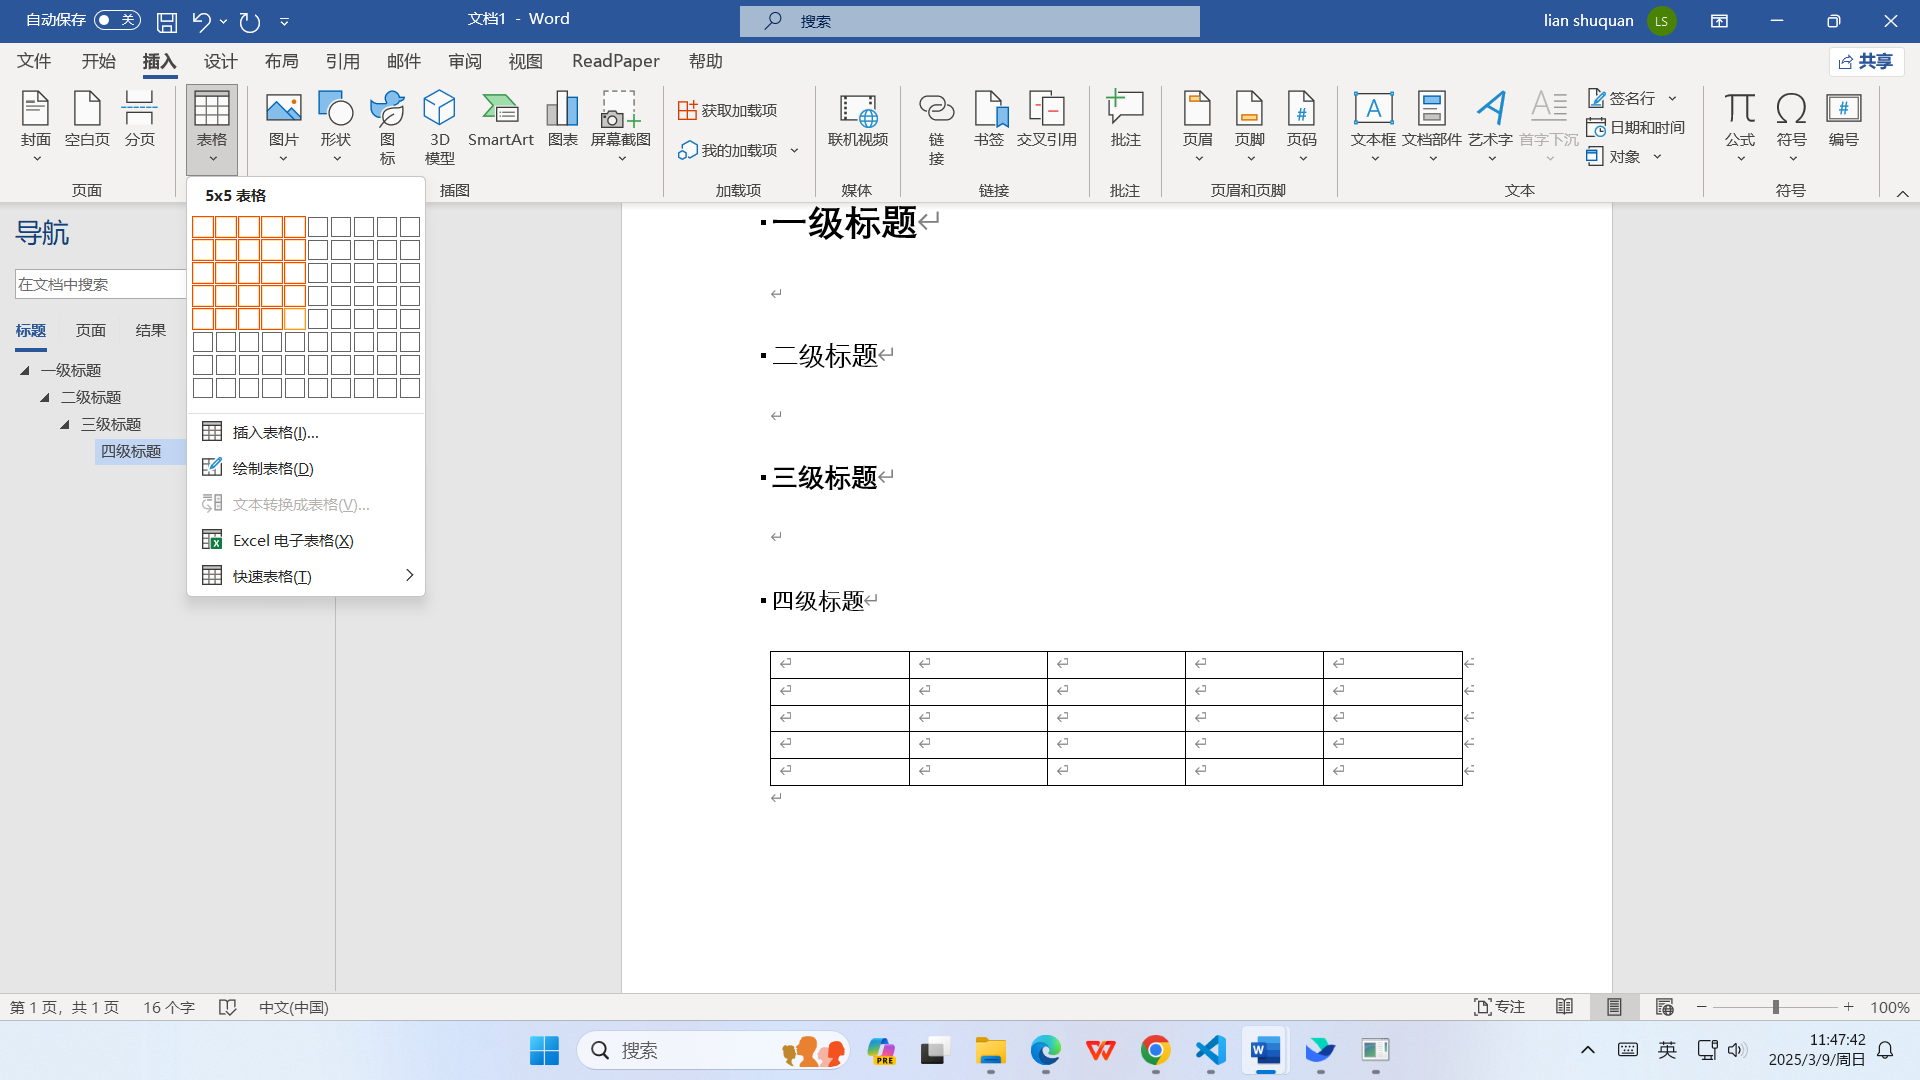 自动保存 关
文档1 - Word
搜索
lian shuquan LS
文件 开始 插入 设计 布局 引用 邮件 审阅 视图 ReadPaper 帮助 共享
封面 空白页 分页
页面
表格
图片 形状 图标 3D 模型 SmartArt 图表 屏幕截图
插图
获取加载项
我的加载项
加载项
联机视频
媒体
链接 书签 交叉引用
链接
批注
批注
页眉 页脚 页码
页眉和页脚
文本框 文档部件 艺术字 首字下沉
签名行
日期和时间
对象
文本
公式 符号 编号
符号
5x5 表格
插入表格(I)...
绘制表格(D)
文本转换成表格(V)...
Excel 电子表格(X)
快速表格(T)
导航
在文档中搜索
标题 页面 结果
一级标题
二级标题
三级标题
四级标题
一级标题
二级标题
三级标题
四级标题
第 1 页，共 1 页 16 个字 中文(中国)
专注
100%
搜索
PRE
英
11:47:42
2025/3/9/周日